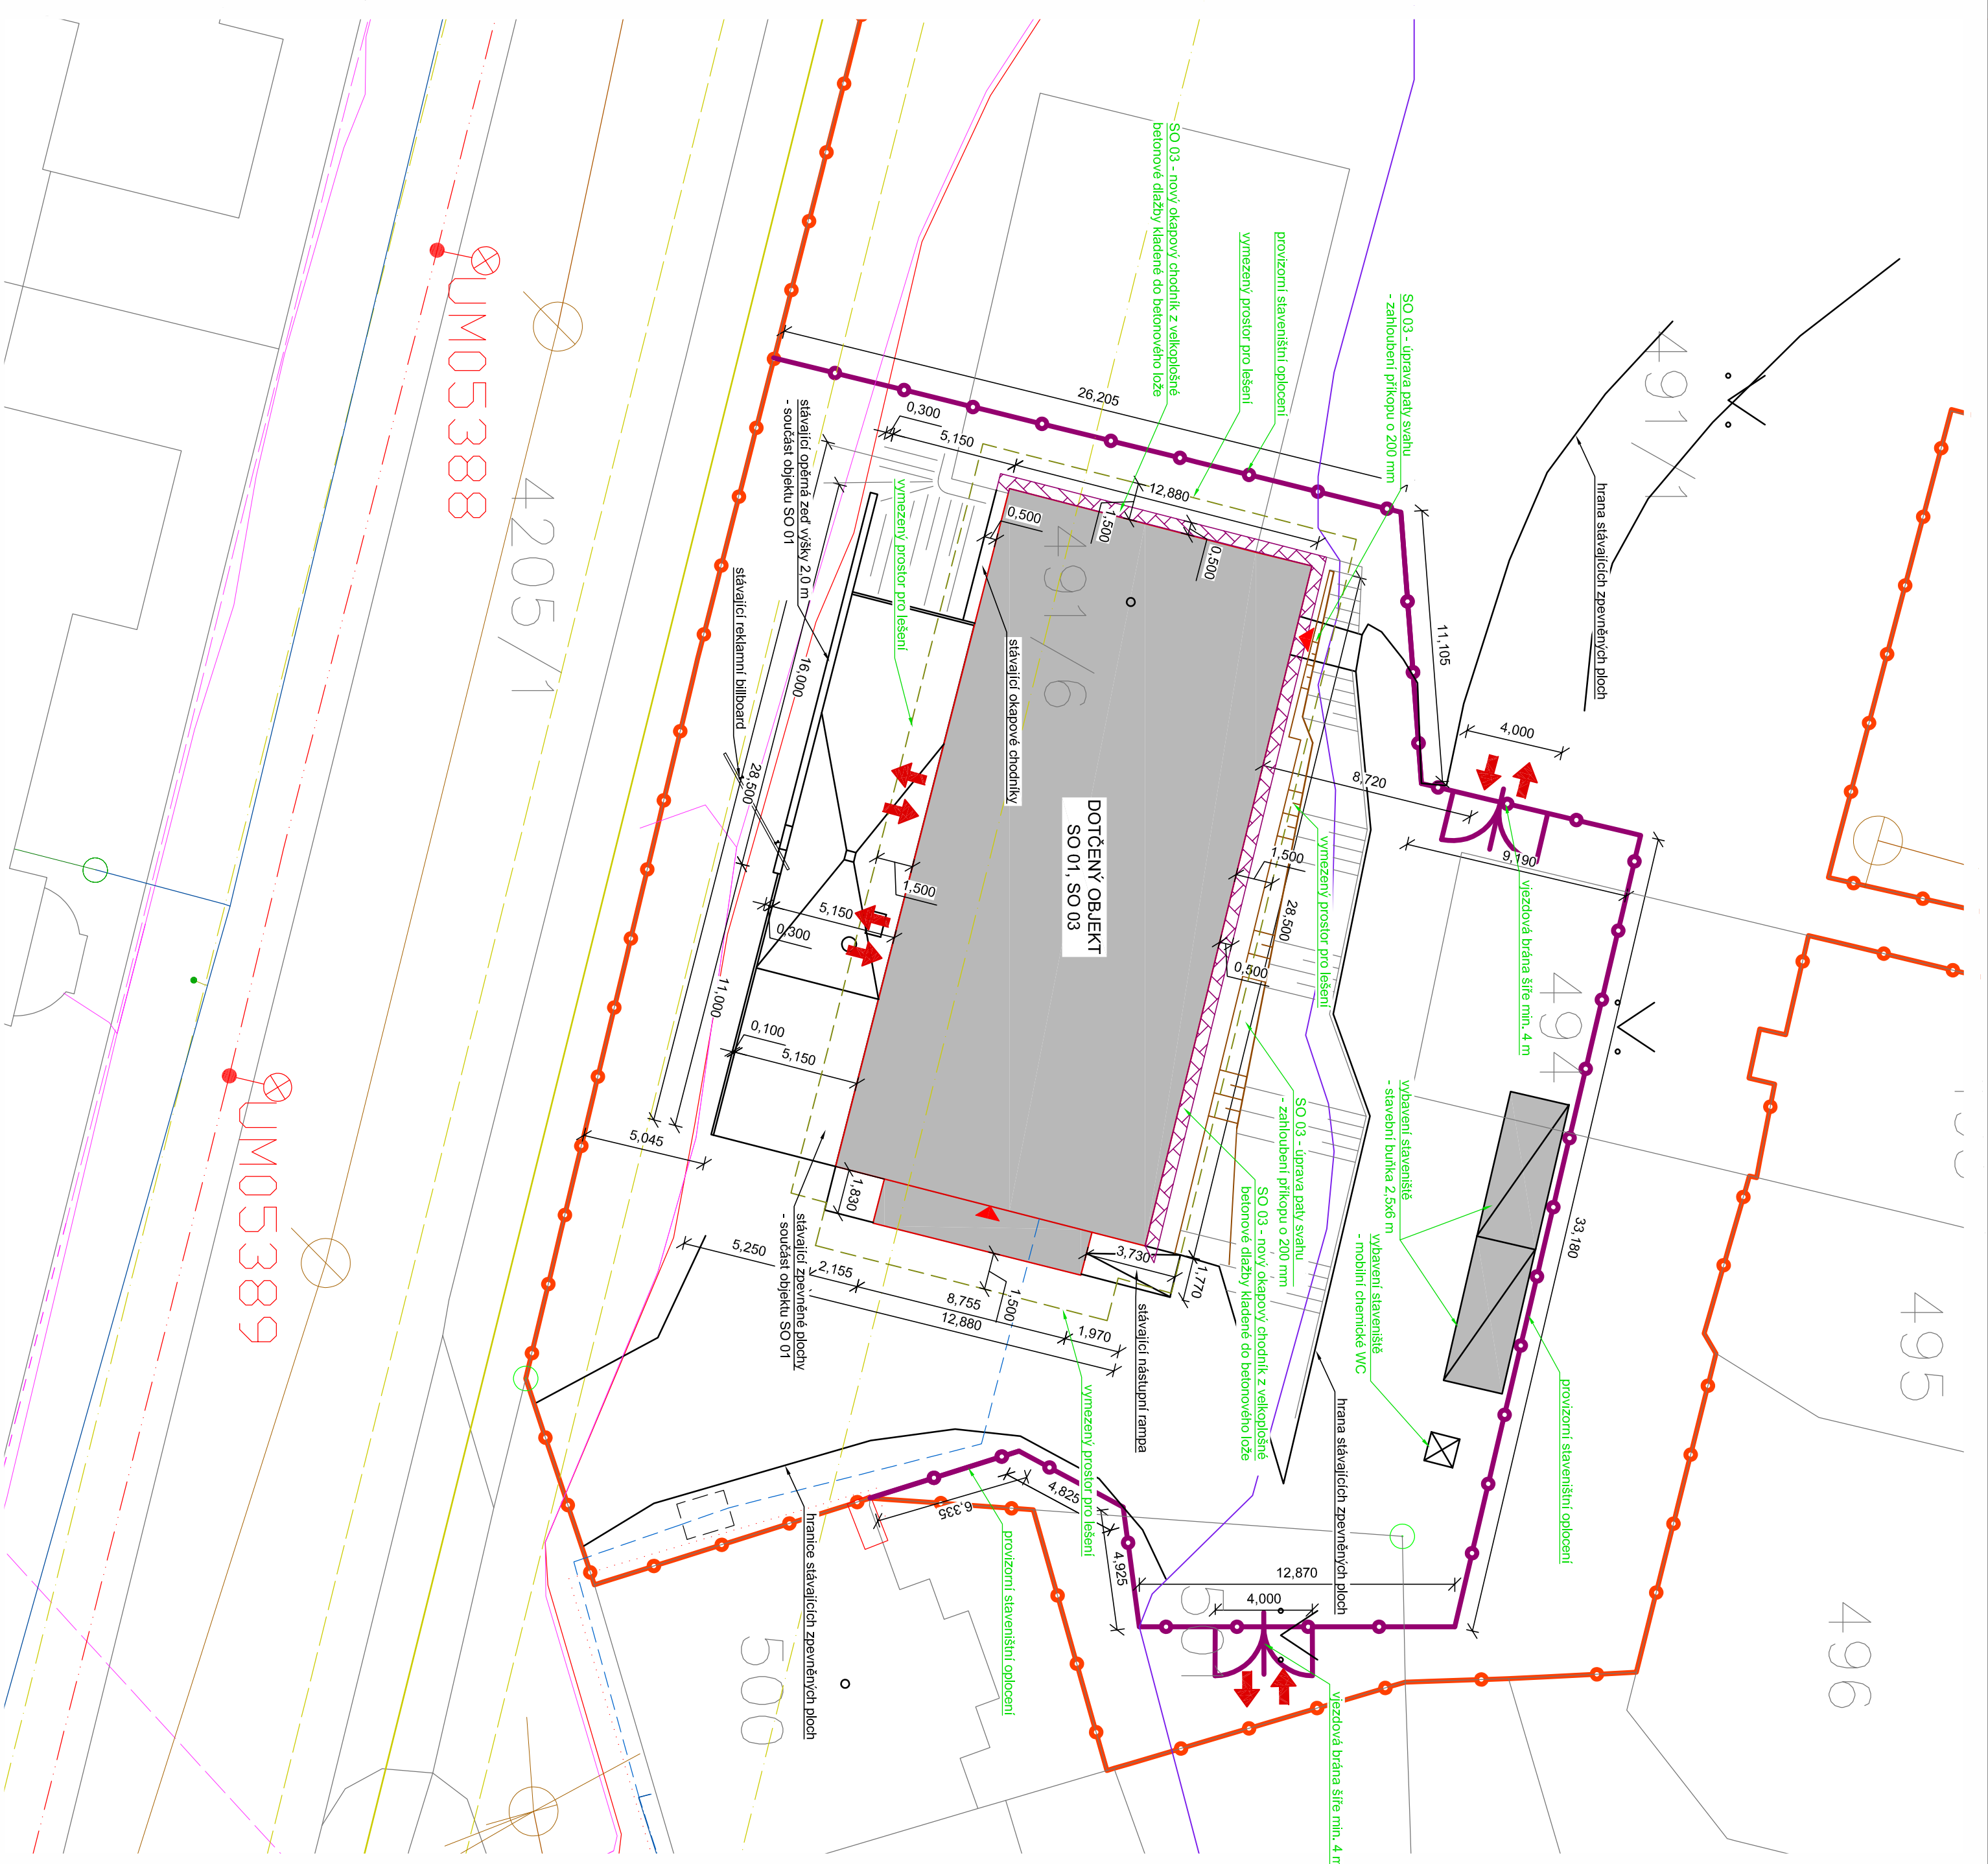 SO 03 - nový okapový chodník z velkoplošné
betonové dlažby kladené do betonového lože
vymezený prostor pro lešení
provizorní staveništní oplocení
SO 03 - úprava paty svahu
- zahloubení příkopu o 200 mm
hrana stávajících zpevněných ploch
491/1
26,205
0,300
5,150
12,880
1,500
0,500
0,500
11,105
4,000
8,720
9,190
vjezdová brána šíře min. 4 m
494
UM05388
4205/1
stávající opěrná zeď výšky 2,0 m
- součást objektu SO 01
stávající reklamní billboard
vymezený prostor pro lešení
stávající okapové chodníky
491/6
16,000
28,500
11,000
DOTČENÝ OBJEKT
SO 01, SO 03
1,500
5,150
0,300
0,100
5,150
1,500
28,500
0,500
vymezený prostor pro lešení
SO 03 - úprava paty svahu
- zahloubení příkopu o 200 mm
SO 03 - nový okapový chodník z velkoplošné
betonové dlažby kladené do betonového lože
vybavení staveniště
- stavební buňka 2,5x6 m
vybavení staveniště
- mobilní chemické WC
33,180
provizorní staveništní oplocení
495
496
UM05389
5,045
1,830
5,250
2,155
8,755
12,880
1,500
1,970
3,730
1,770
stávající zpevněné plochy
- součást objektu SO 01
stávající nástupní rampa
vymezený prostor pro lešení
hrana stávajících zpevněných ploch
hranice stávajících zpevněných ploch
provizorní staveništní oplocení
6,335
4,825
4,925
12,870
4,000
500
vjezdová brána šíře min. 4 m